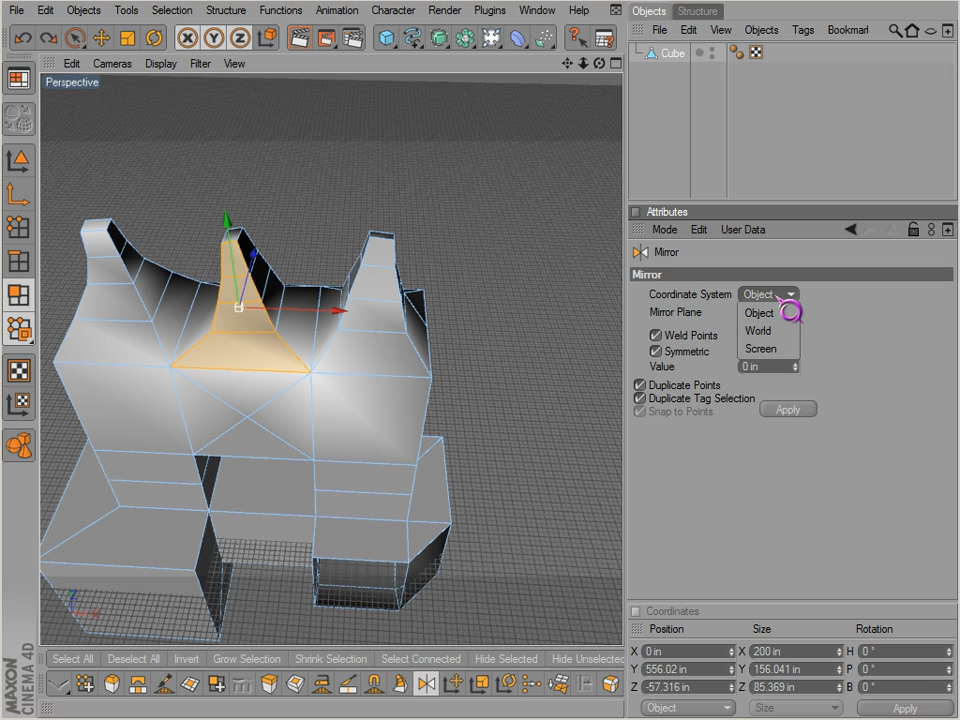 File Edit Objects Tools Selection Structure Functions Animation Character Render Plugins Window Help
Edit Cameras Display Filter View
Perspective
Objects Structure
File Edit View Objects Tags Bookmark
Cube
Attributes
Mode Edit User Data
Mirror
Mirror
Coordinate System Object
Mirror Plane
Object
World
Screen
Weld Points
Symmetric
Value 0 in
Duplicate Points
Duplicate Tag Selection
Snap to Points
Apply
Coordinates
Position Size Rotation
X 0 in X 200 in H 0 °
Y 556.02 in Y 156.041 in P 0 °
Z -57.316 in Z 85.369 in B 0 °
Object Size Apply
Select All Deselect All Invert Grow Selection Shrink Selection Select Connected Hide Selected Hide Unselected
X Y Z
MAXON
CINEMA 4D